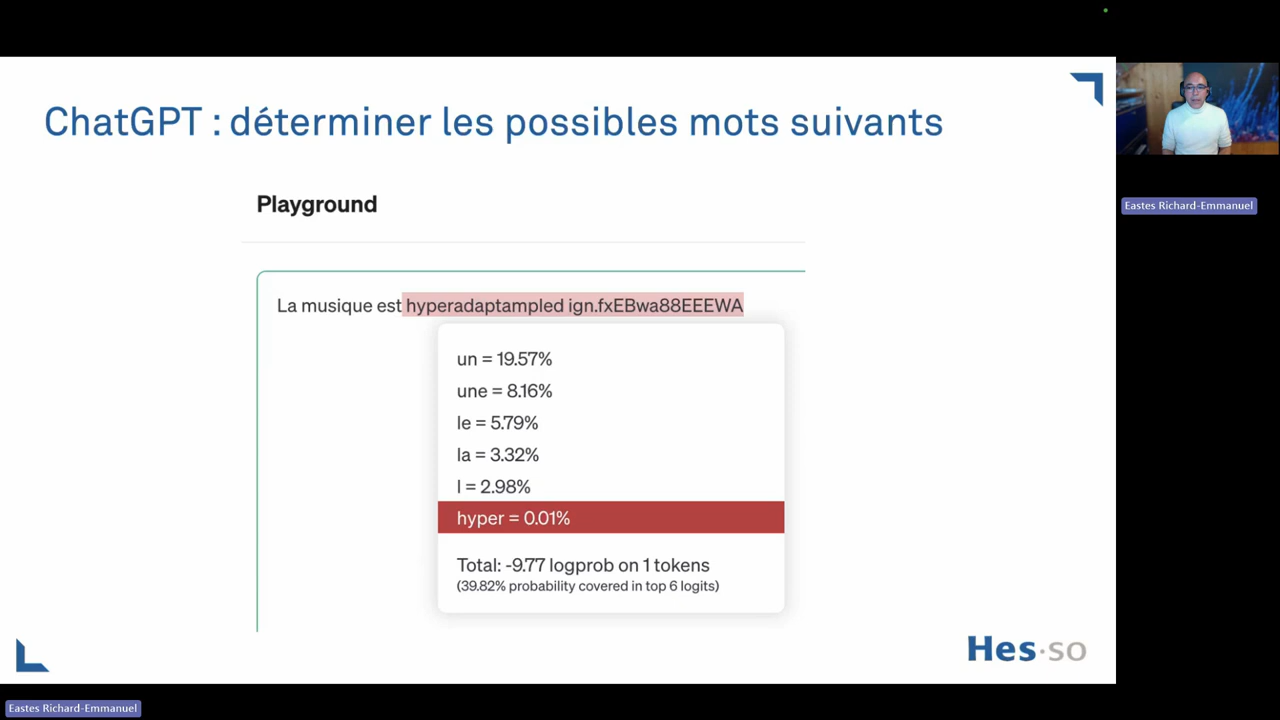 ChatGPT : déterminer les possibles mots suivants
Playground
La musique est hyperadaptampled ign.fxEBwa88EEEWA
un = 19.57%
une = 8.16%
le = 5.79%
la = 3.32%
l = 2.98%
hyper = 0.01%
Total: -9.77 logprob on 1 tokens
(39.82% probability covered in top 6 logits)
Hes·so
Eastes Richard-Emmanuel
Eastes Richard-Emmanuel